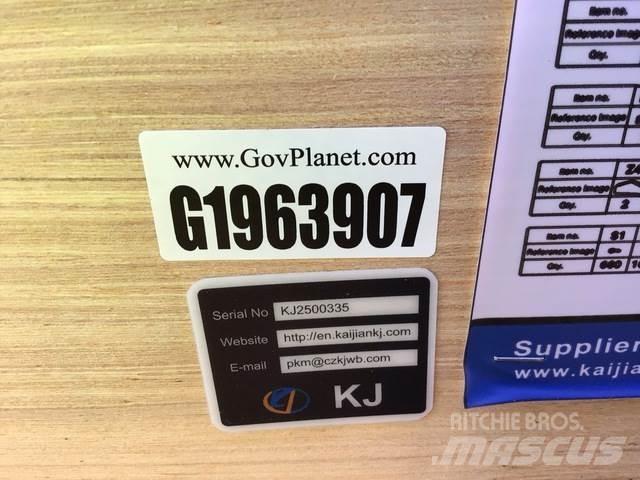 www.GovPlanet.com
G1963907
Serial No KJ2500335
Website http://en.kaijiankj.com
E-mail pkm@czkjwb.com
KJ
Item no.
Reference Image
Qty.
Item no.
Reference Image
Qty.
Item no.
Reference Image
Qty. 2
Item no. S1
Reference Image
Qty. 680
Supplier
www.kaijia
RITCHIE BROS.
MASCUS